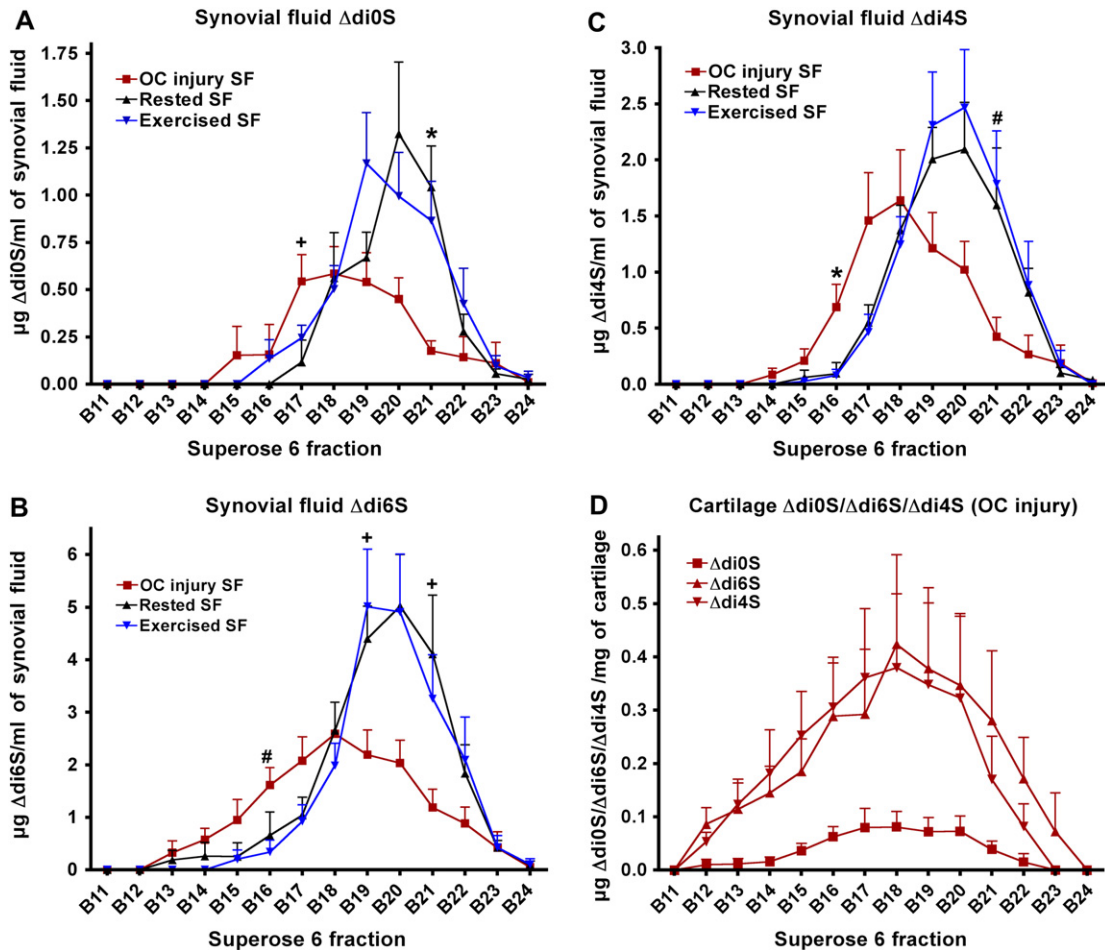 A
Synovial fluid Δdi0S
µg Δdi0S/ml of synovial fluid
1.75
1.50
1.25
1.00
0.75
0.50
0.25
0.00
OC injury SF
Rested SF
Exercised SF
+
*
B11 B12 B13 B14 B15 B16 B17 B18 B19 B20 B21 B22 B23 B24
Superose 6 fraction
C
Synovial fluid Δdi4S
µg Δdi4S/ml of synovial fluid
3.0
2.5
2.0
1.5
1.0
0.5
0.0
OC injury SF
Rested SF
Exercised SF
*
#
B11 B12 B13 B14 B15 B16 B17 B18 B19 B20 B21 B22 B23 B24
Superose 6 fraction
B
Synovial fluid Δdi6S
µg Δdi6S/ml of synovial fluid
6
5
4
3
2
1
0
OC injury SF
Rested SF
Exercised SF
#
+
+
B11 B12 B13 B14 B15 B16 B17 B18 B19 B20 B21 B22 B23 B24
Superose 6 fraction
D
Cartilage Δdi0S/Δdi6S/Δdi4S (OC injury)
µg Δdi0S/Δdi6S/Δdi4S /mg of cartilage
0.6
0.5
0.4
0.3
0.2
0.1
0.0
Δdi0S
Δdi6S
Δdi4S
B11 B12 B13 B14 B15 B16 B17 B18 B19 B20 B21 B22 B23 B24
Superose 6 fraction